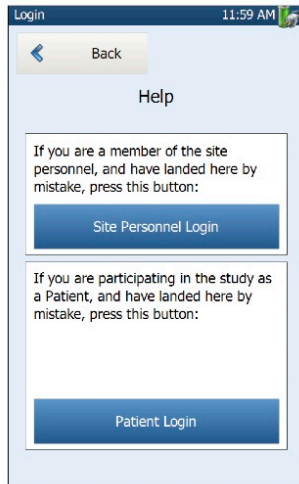 Login 11:59 AM
Back
Help
If you are a member of the site
personnel, and have landed here by
mistake, press this button:
Site Personnel Login
If you are participating in the study as
a Patient, and have landed here by
mistake, press this button:
Patient Login